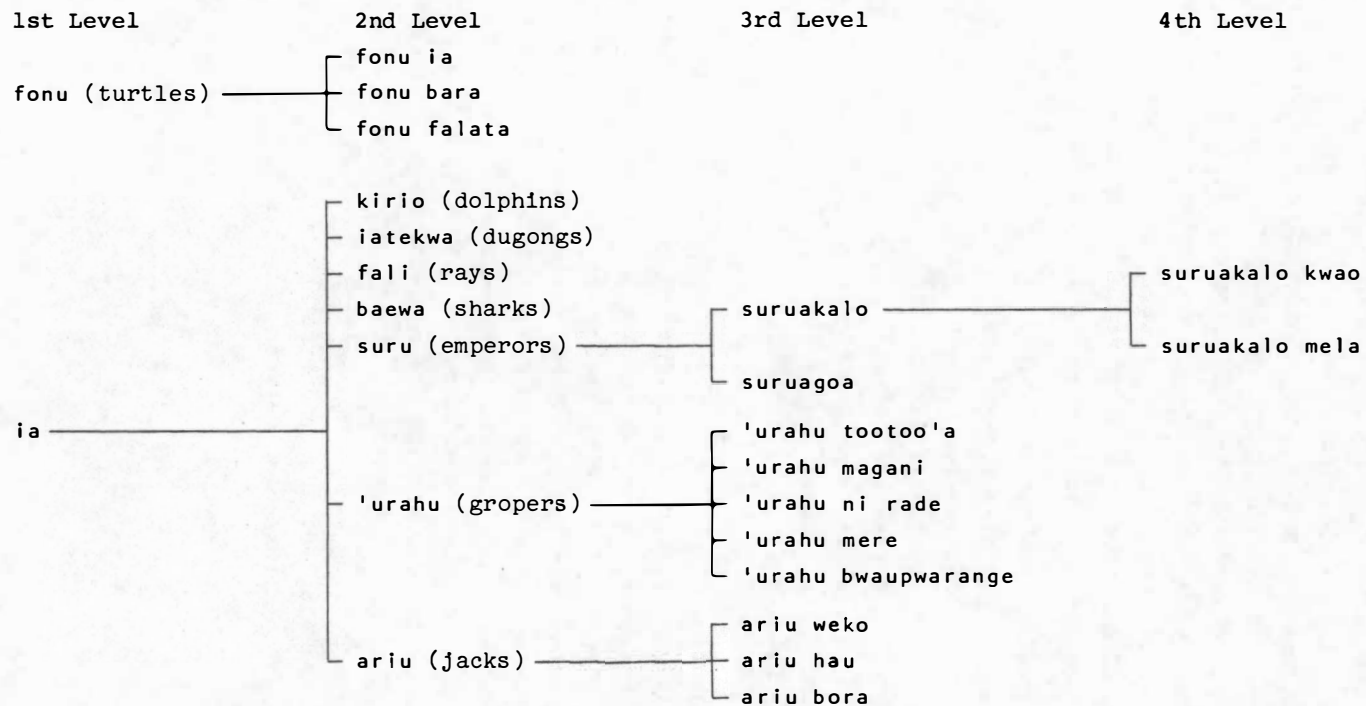 1st Level 2nd Level 3rd Level 4th Level
fonu ia
fonu (turtles) fonu bara
fonu falata
kirio (dolphins)
iatekwa (dugongs)
fali (rays) suruakalo kwao
baewa (sharks) suruakalo
suru (emperors) suruakalo mela
suruagoa
ia 'urahu tootoo'a
'urahu magani
'urahu (gropers) 'urahu ni rade
'urahu mere
'urahu bwaupwarange
ariu weko
ariu (jacks) ariu hau
ariu bora